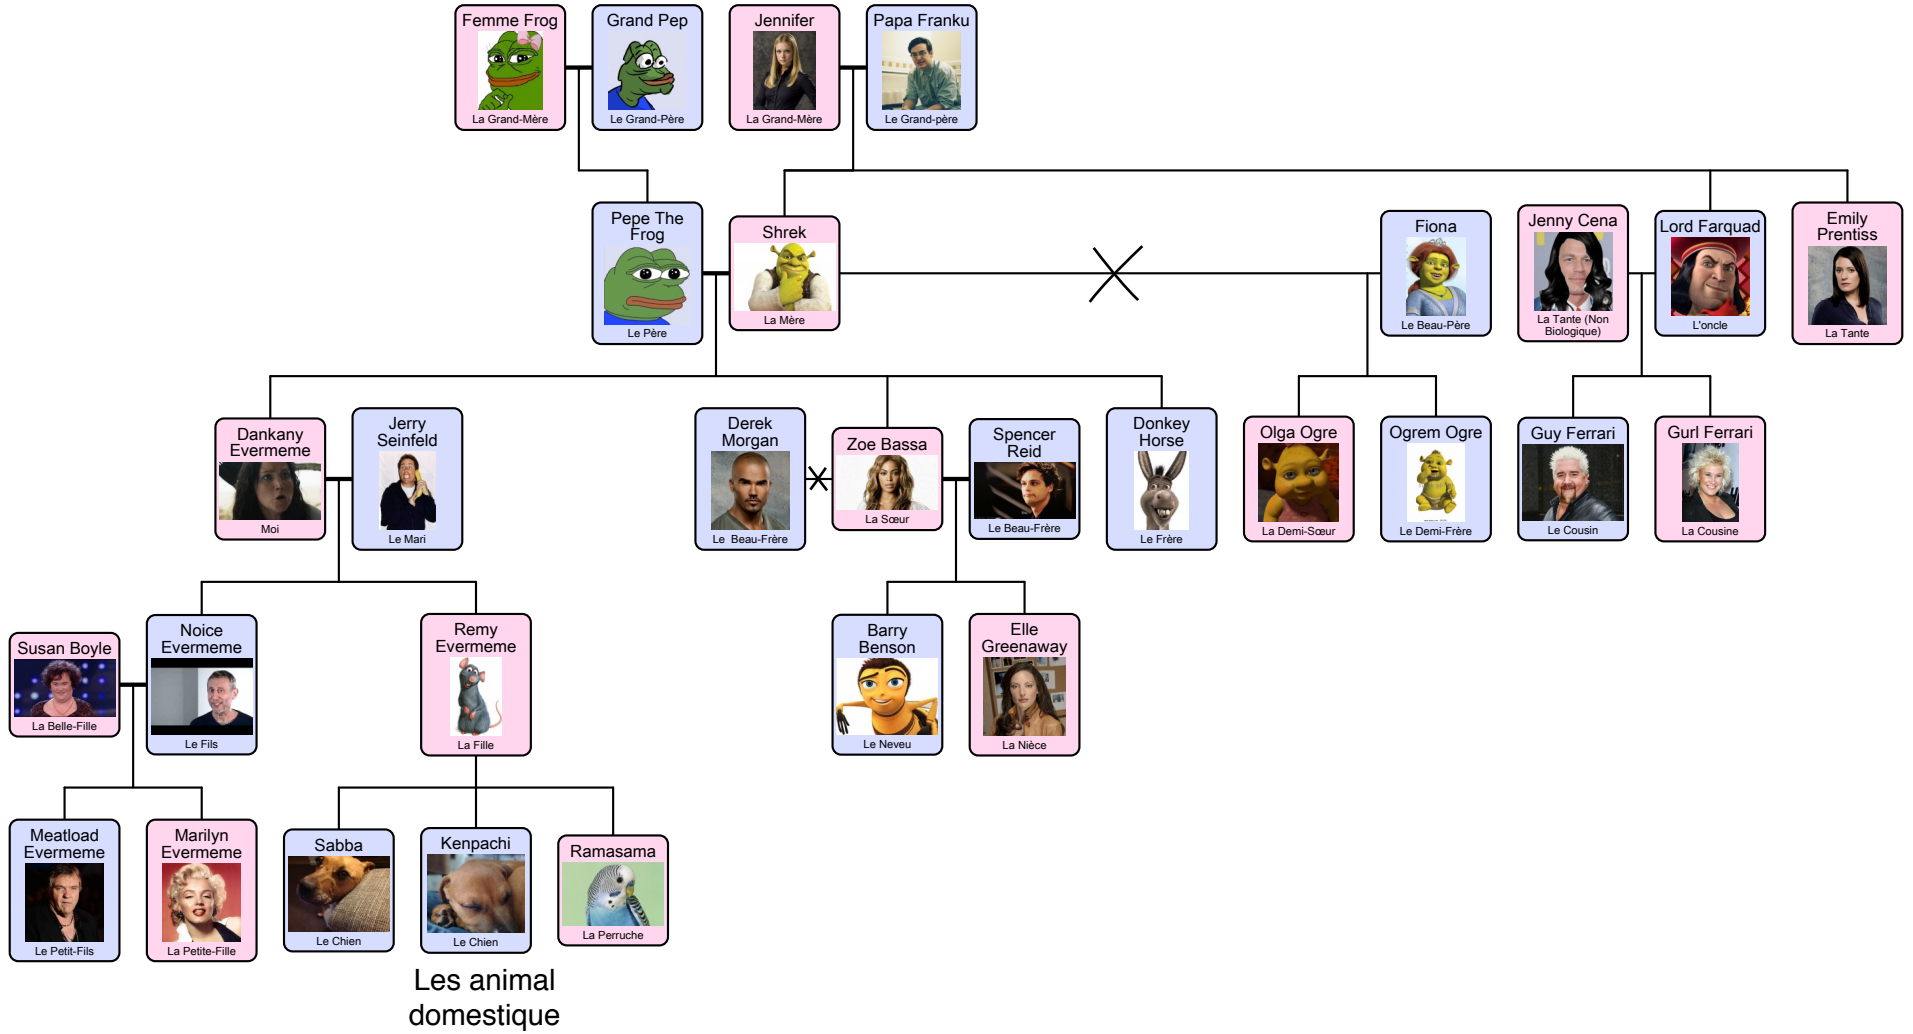 Femme Frog
La Grand-Mère
Grand Pep
Le Grand-Père
Jennifer
La Grand-Mère
Papa Franku
Le Grand-père
Pepe The
Frog
Le Père
Shrek
La Mère
Fiona
Le Beau-Père
Jenny Cena
La Tante (Non
Biologique)
Lord Farquad
L'oncle
Emily
Prentiss
La Tante
Dankany
Evermeme
Moi
Jerry
Seinfeld
Le Mari
Derek
Morgan
Le Beau-Frère
Zoe Bassa
La Sœur
Spencer
Reid
Le Beau-Frère
Donkey
Horse
Le Frère
Olga Ogre
La Demi-Sœur
Ogrem Ogre
Le Demi-Frère
Guy Ferrari
Le Cousin
Gurl Ferrari
La Cousine
Susan Boyle
La Belle-Fille
Noice
Evermeme
Le Fils
Remy
Evermeme
La Fille
Barry
Benson
Le Neveu
Elle
Greenaway
La Nièce
Meatload
Evermeme
Le Petit-Fils
Marilyn
Evermeme
La Petite-Fille
Sabba
Le Chien
Kenpachi
Le Chien
Ramasama
La Perruche
Les animal
domestique